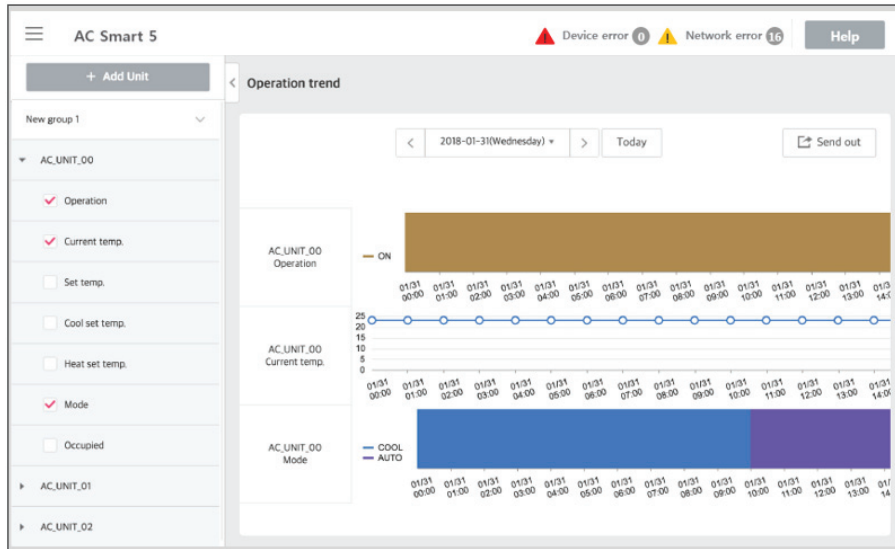 AC Smart 5
Device error 0
Network error 16
Help
+ Add Unit
New group 1
AC_UNIT_00
Operation
Current temp.
Set temp.
Cool set temp.
Heat set temp.
Mode
Occupied
AC_UNIT_01
AC_UNIT_02
Operation trend
2018-01-31(Wednesday)
Today
Send out
AC_UNIT_00
Operation
ON
01/31 01/31 01/31 01/31 01/31 01/31 01/31 01/31 01/31 01/31 01/31 01/31 01/31 01/31
00:00 01:00 02:00 03:00 04:00 05:00 06:00 07:00 08:00 09:00 10:00 11:00 12:00 13:00
AC_UNIT_00
Current temp.
25
20
15
10
5
0
01/31 01/31 01/31 01/31 01/31 01/31 01/31 01/31 01/31 01/31 01/31 01/31 01/31 01/31 01/31
00:00 01:00 02:00 03:00 04:00 05:00 06:00 07:00 08:00 09:00 10:00 11:00 12:00 13:00 14:00
AC_UNIT_00
Mode
COOL
AUTO
01/31 01/31 01/31 01/31 01/31 01/31 01/31 01/31 01/31 01/31 01/31 01/31 01/31 01/31
00:00 01:00 02:00 03:00 04:00 05:00 06:00 07:00 08:00 09:00 10:00 11:00 12:00 13:00